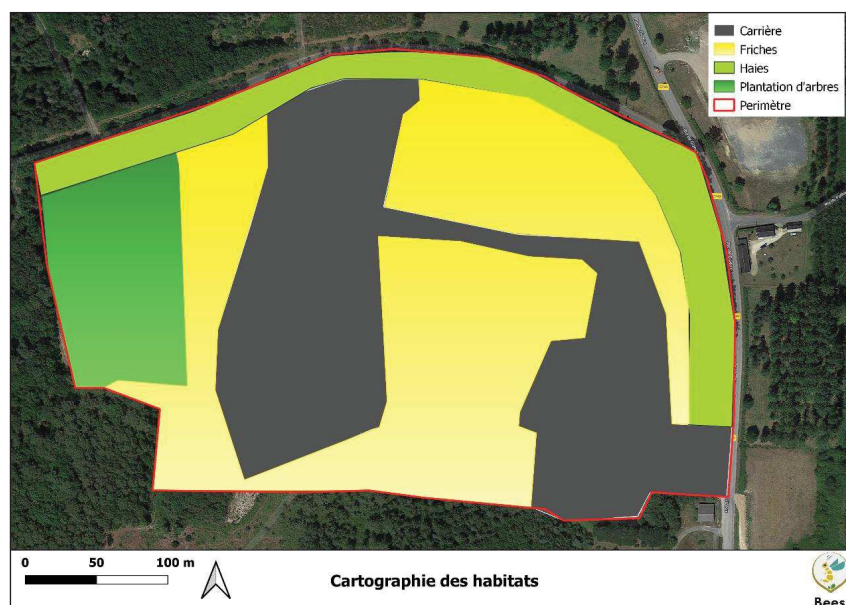 Carrière
Friches
Haies
Plantation d'arbres
Perimètre
0 50 100 m
Cartographie des habitats
Bees